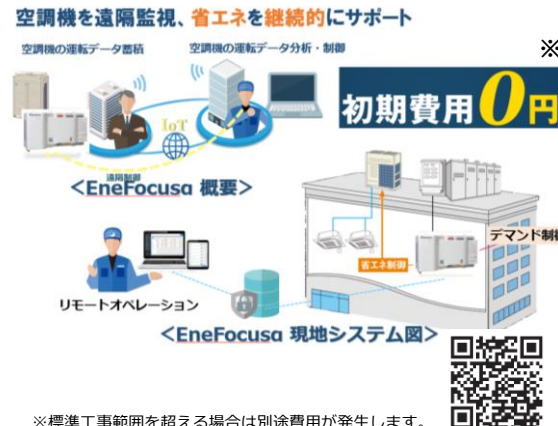 空調機を遠隔監視、省エネを継続的にサポート
空調機の運転データ蓄積
空調機の運転データ分析・制御
※
初期費用0円
IoT
遠隔制御
<EneFocusα 概要>
デマンド制御
省エネ制御
リモートオペレーション
<EneFocusα 現地システム図>
※標準工事範囲を超える場合は別途費用が発生します。